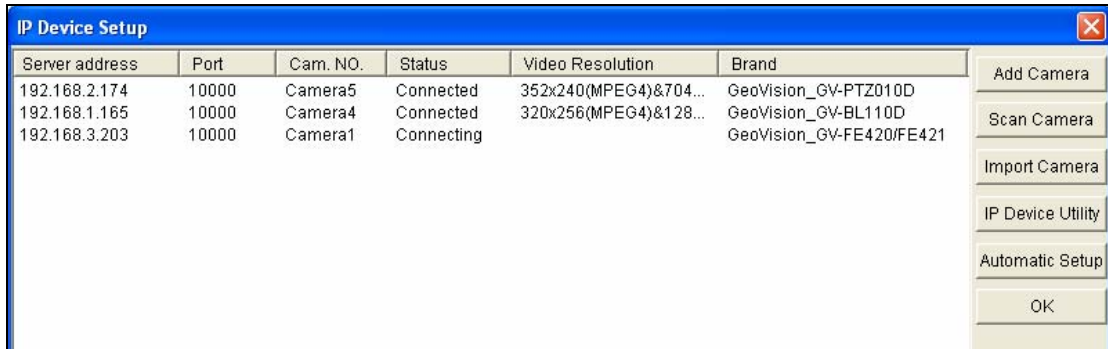 IP Device Setup
Server address Port Cam. NO. Status Video Resolution Brand
192.168.2.174 10000 Camera5 Connected 352x240(MPEG4)&704... GeoVision_GV-PTZ010D
192.168.1.165 10000 Camera4 Connected 320x256(MPEG4)&128... GeoVision_GV-BL110D
192.168.3.203 10000 Camera1 Connecting GeoVision_GV-FE420/FE421
Add Camera
Scan Camera
Import Camera
IP Device Utility
Automatic Setup
OK